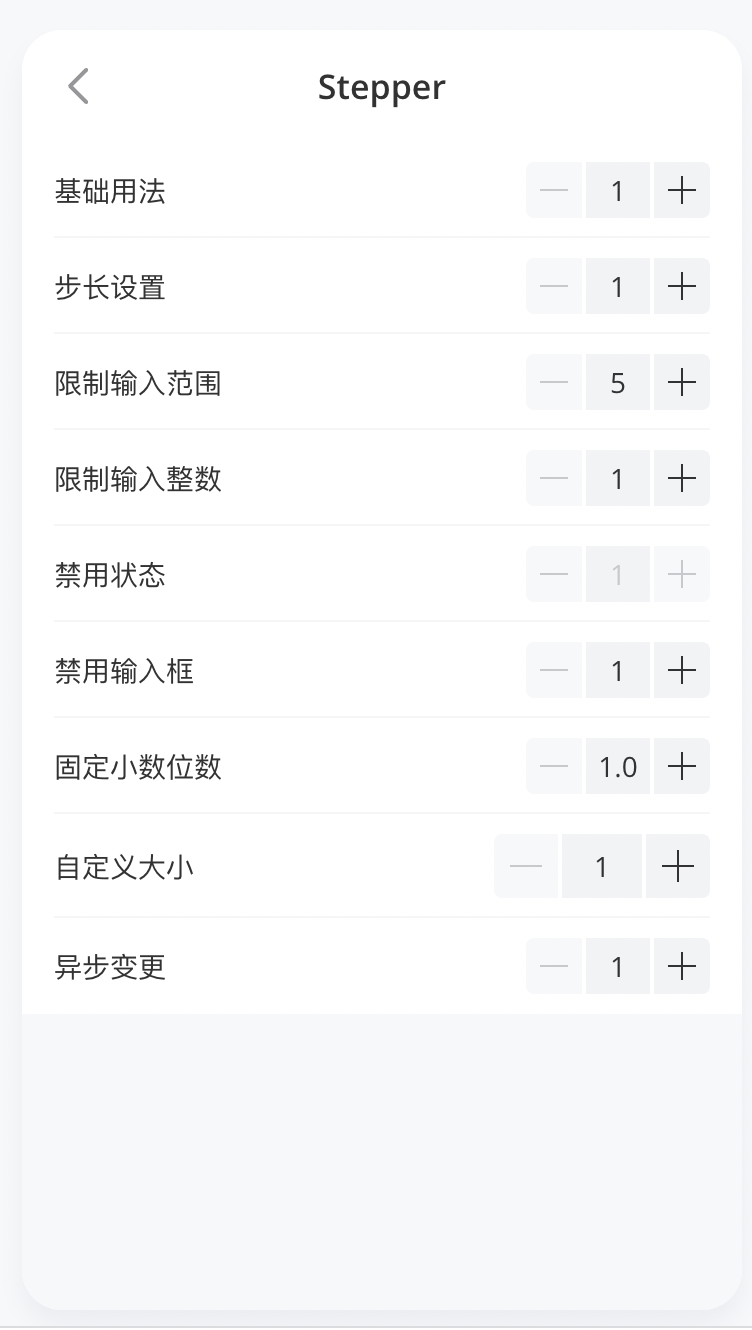 Stepper
基础用法 1
步长设置 1
限制输入范围 5
限制输入整数 1
禁用状态 1
禁用输入框 1
固定小数位数 1.0
自定义大小 1
异步变更 1